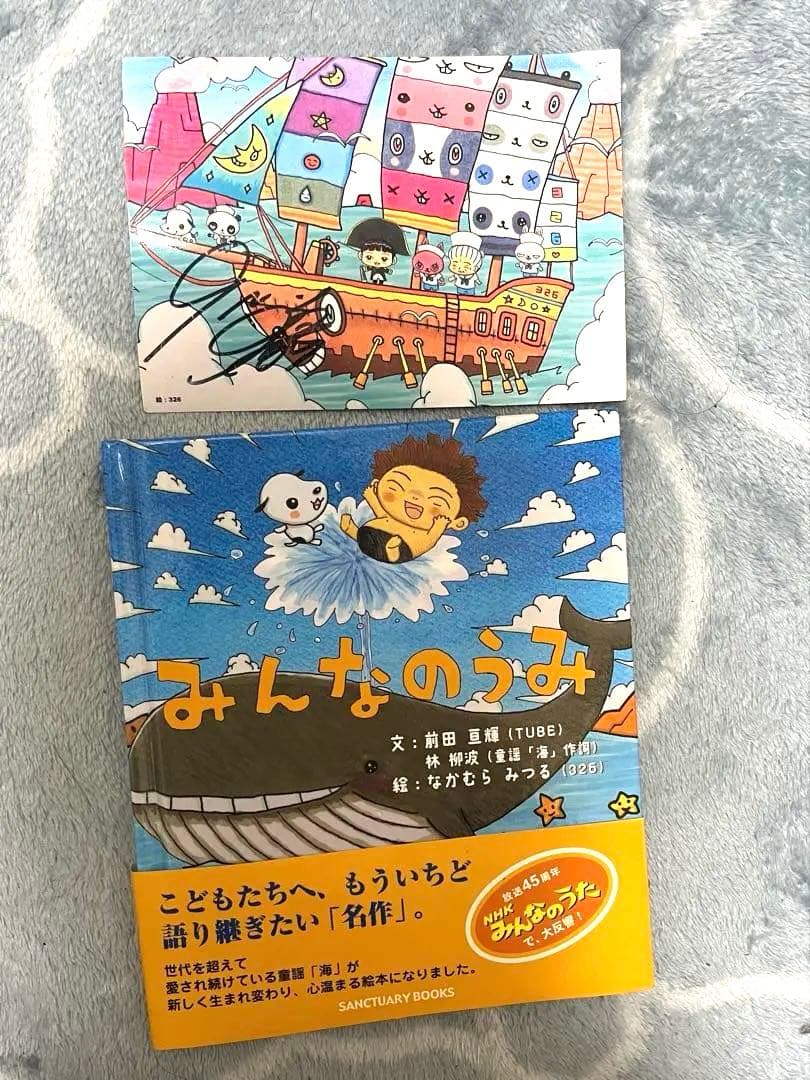 326
326
絵：326
みんなのうみ
文：前田 亘輝（TUBE）
林 柳波（童謡「海」作詞）
絵：なかむら みつる（326）
こどもたちへ、もういちど
語り継ぎたい「名作」。
放送45周年
NHK
みんなのうた
で、大反響！
世代を超えて
愛され続けている童謡「海」が
新しく生まれ変わり、心温まる絵本になりました。
SANCTUARY BOOKS